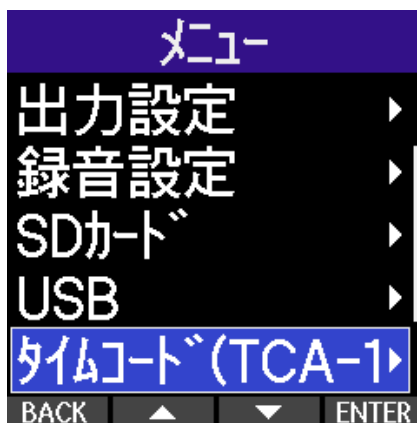 メニュー
出力設定
録音設定
SDカード
USB
タイムコード(TCA-1
BACK ENTER